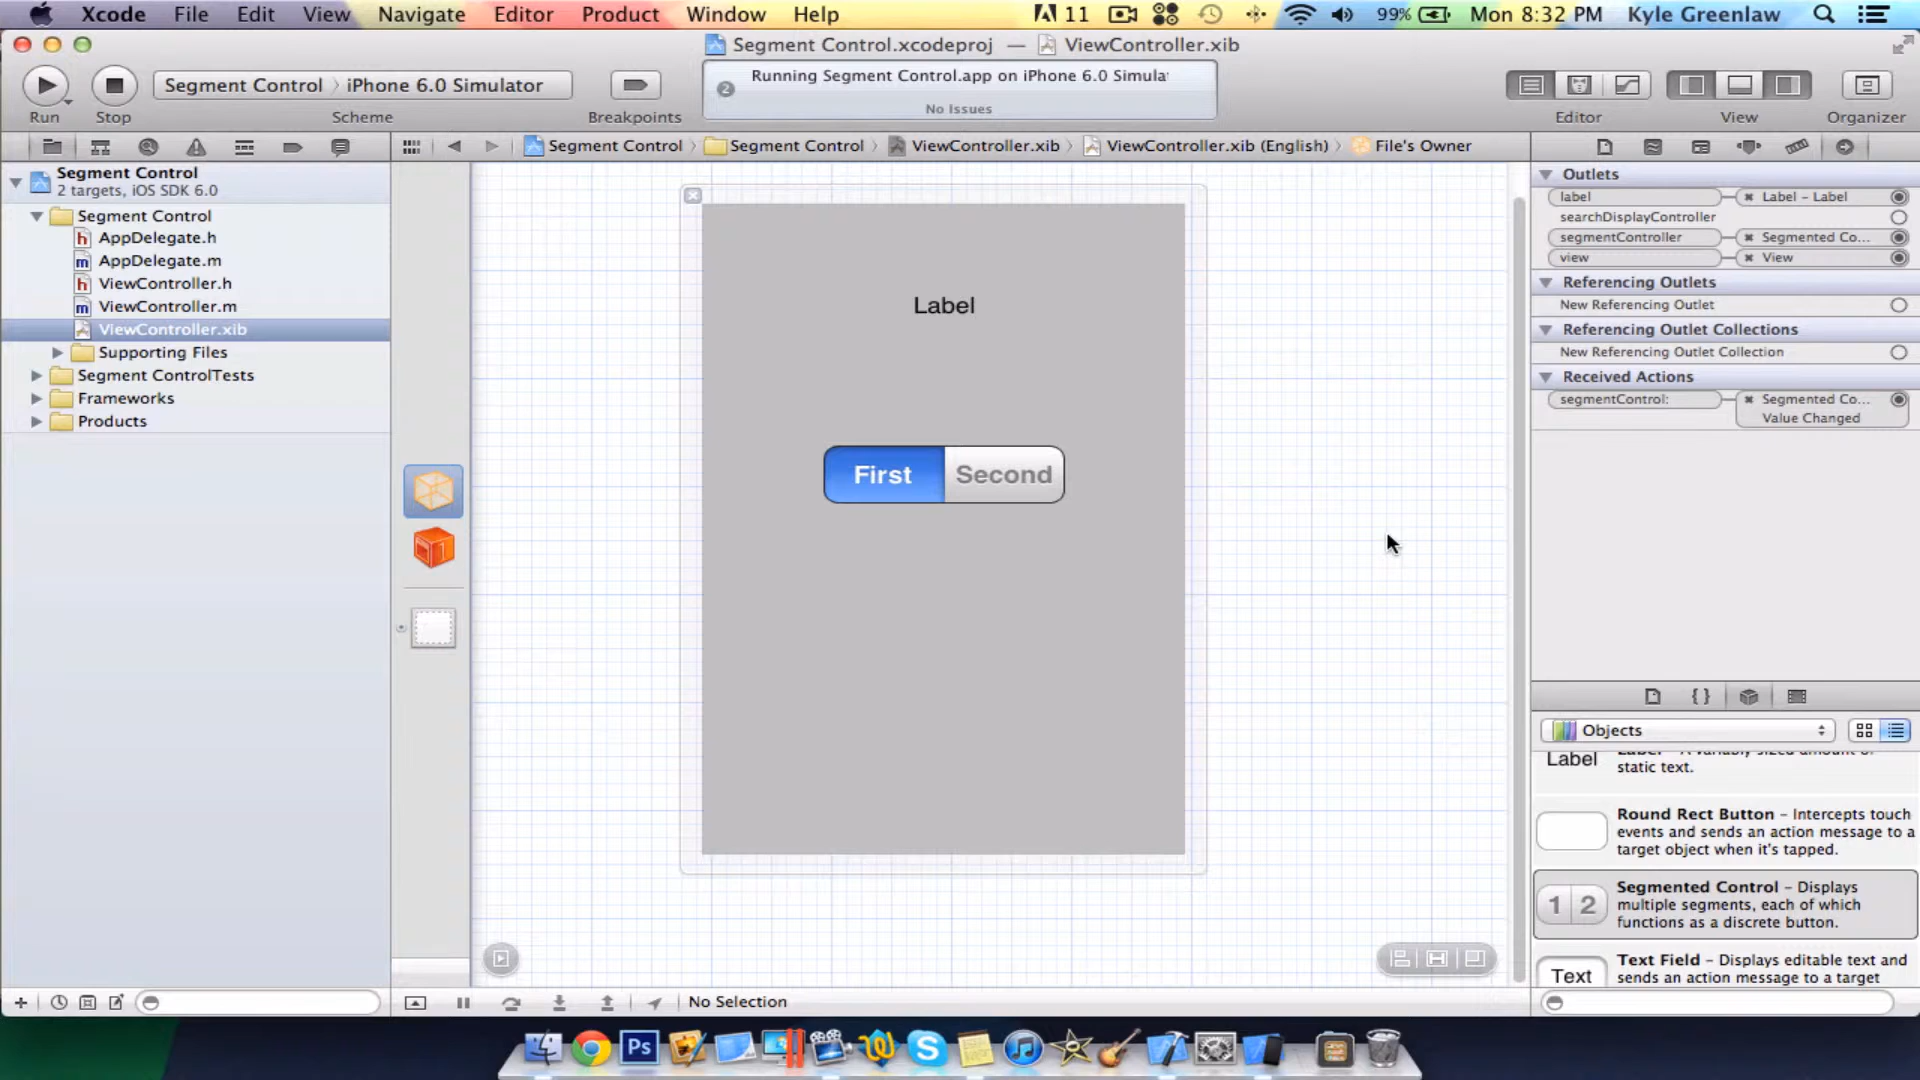 Xcode File Edit View Navigate Editor Product Window Help 11 99% Mon 8:32 PM Kyle Greenlaw
Segment Control.xcodeproj — ViewController.xib
Segment Control 〉 iPhone 6.0 Simulator
Running Segment Control.app on iPhone 6.0 Simula
2
No Issues
Run Stop Scheme Breakpoints Editor View Organizer
Segment Control 〉 Segment Control 〉 ViewController.xib 〉 ViewController.xib (English) 〉 File's Owner
Segment Control
2 targets, iOS SDK 6.0
Segment Control
h AppDelegate.h
m AppDelegate.m
h ViewController.h
m ViewController.m
ViewController.xib
Supporting Files
Segment ControlTests
Frameworks
Products
Label
First Second
Outlets
label Label – Label
searchDisplayController
segmentController Segmented Co...
view View
Referencing Outlets
New Referencing Outlet
Referencing Outlet Collections
New Referencing Outlet Collection
Received Actions
segmentControl: Segmented Co...
Value Changed
{ }
Objects
Label Label – A variably sized amount of
static text.
Round Rect Button – Intercepts touch
events and sends an action message to a
target object when it's tapped.
1 2
Segmented Control – Displays
multiple segments, each of which
functions as a discrete button.
Text
Text Field – Displays editable text and
sends an action message to a target
No Selection
Ps